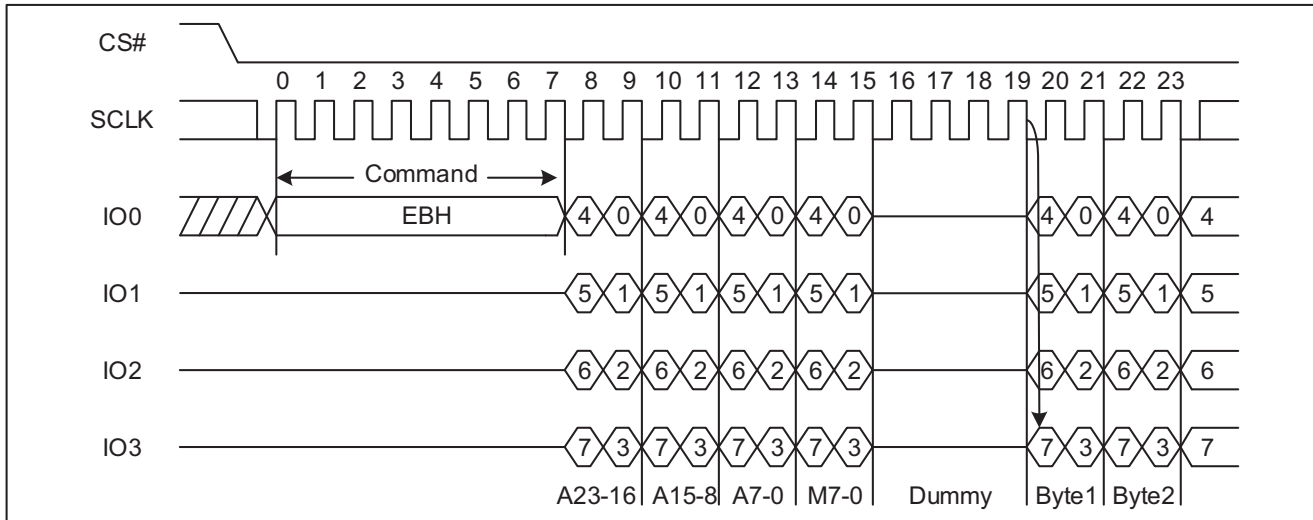 CS#
0 1 2 3 4 5 6 7 8 9 10 11 12 13 14 15 16 17 18 19 20 21 22 23
SCLK
Command
IO0 EBH 4 0 4 0 4 0 4 0 4 0 4 0 4
IO1 5 1 5 1 5 1 5 1 5 1 5 1 5
IO2 6 2 6 2 6 2 6 2 6 2 6 2 6
IO3 7 3 7 3 7 3 7 3 7 3 7 3 7
A23-16 A15-8 A7-0 M7-0 Dummy Byte1 Byte2